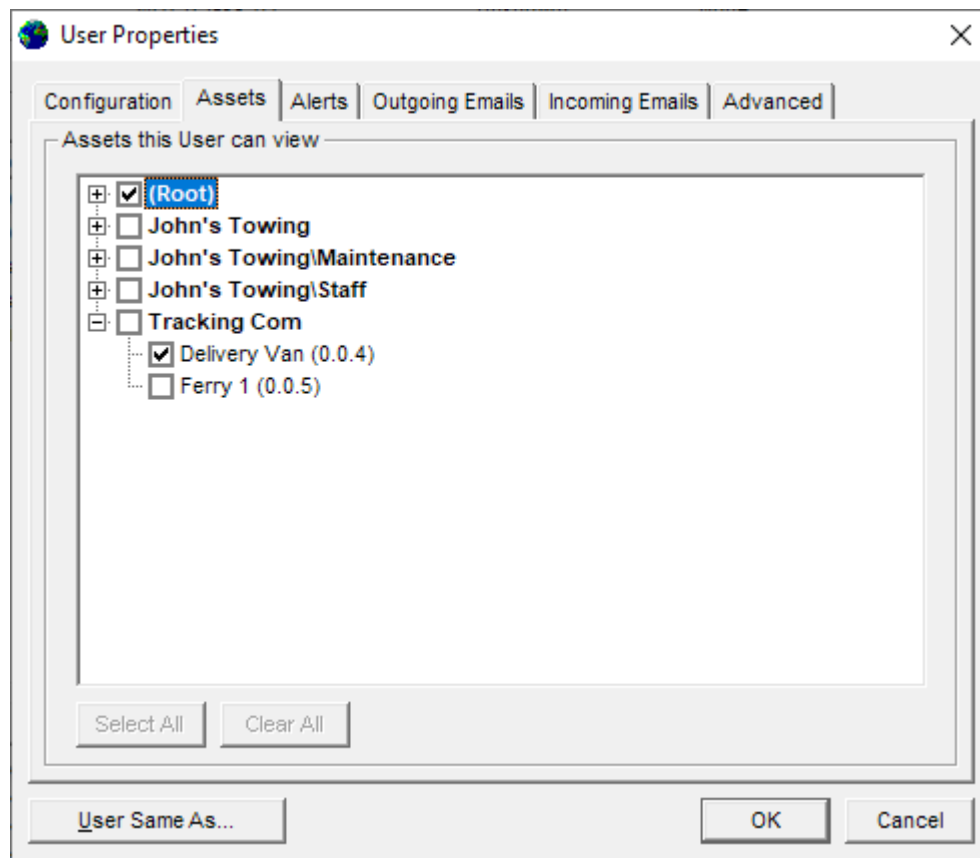 User Properties
Configuration Assets Alerts Outgoing Emails Incoming Emails Advanced
Assets this User can view
(Root)
John's Towing
John's Towing\Maintenance
John's Towing\Staff
Tracking Com
Delivery Van (0.0.4)
Ferry 1 (0.0.5)
Select All Clear All
User Same As... OK Cancel